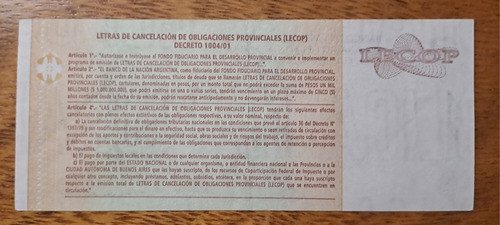 LETRAS DE CANCELACIÓN DE OBLIGACIONES PROVINCIALES (LECOP)
DECRETO 1004/01
LECOP
Artículo 1°.- "Autorízase e instrúyese al FONDO FIDUCIARIO PARA EL DESARROLLO PROVINCIAL a convenir e implementar un
programa de emisión de LETRAS DE CANCELACIÓN DE OBLIGACIONES PROVINCIALES (LECOP)...".
Artículo 2°.- "EL BANCO DE LA NACIÓN ARGENTINA, como fiduciario del FONDO FIDUCIARIO PARA EL DESARROLLO PROVINCIAL,
emitirá, por cuenta y orden de las Jurisdicciones, títulos de deuda que se llamarán LETRAS DE CANCELACIÓN DE OBLIGACIONES
PROVINCIALES (LECOP), cartulares, denominadas en pesos, por un monto total que no podrá exceder la suma de PESOS UN MIL
MILLONES ($ 1.000.000.000), que podrá emitirse en una o varias series, tendrán vencimiento en un plazo máximo de CINCO (5)
años contados desde la fecha de su emisión, podrán rescatarse anticipadamente y no devengarán intereses...".
Artículo 4°.- "LAS LETRAS DE CANCELACIÓN DE OBLIGACIONES PROVINCIALES (LECOP) tendrán los siguientes efectos
cancelatorios con plenos efectos extintivos de las obligaciones respectivas, a su valor nominal, respecto de:
a) La cancelación definitiva de obligaciones tributarias nacionales en las condiciones que prevé el artículo 28 del Decreto N°
1397/79 y sus modificaciones para el dinero en efectivo, hasta que se produzca su vencimiento o sean retiradas de circulación con
excepción de los aportes y contribuciones a la seguridad social, obras sociales y de riesgos del trabajo, el impuesto sobre créditos
y débitos en cuentas bancarias, y el cumplimiento de las obligaciones que correspondan a los agentes de retención o percepción
de impuestos.
b) El pago de impuestos locales en las condiciones que determine cada Jurisdicción.
c) El pago por parte del ESTADO NACIONAL o de cualquier organismo, o entidad financiera nacional a las Provincias o a la
CIUDAD AUTÓNOMA DE BUENOS AIRES que las hayan suscripto, de los recursos de Coparticipación Federal de Impuesto o por
cualquier otro concepto, incluyendo préstamos, adelantos, subsidios, etcétera, en la proporción que cada una haya suscripto
respecto a la emisión total de LETRAS DE CANCELACIÓN DE OBLIGACIONES PROVINCIALES (LECOP) que se encuentren en
circulación."